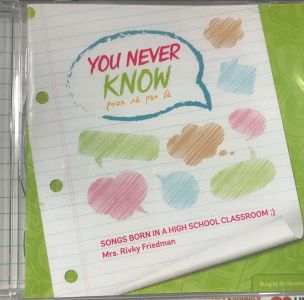 YOU NEVER
KNOW
SONGS BORN IN A HIGH SCHOOL CLASSROOM ;)
Mrs. Rivky Friedman